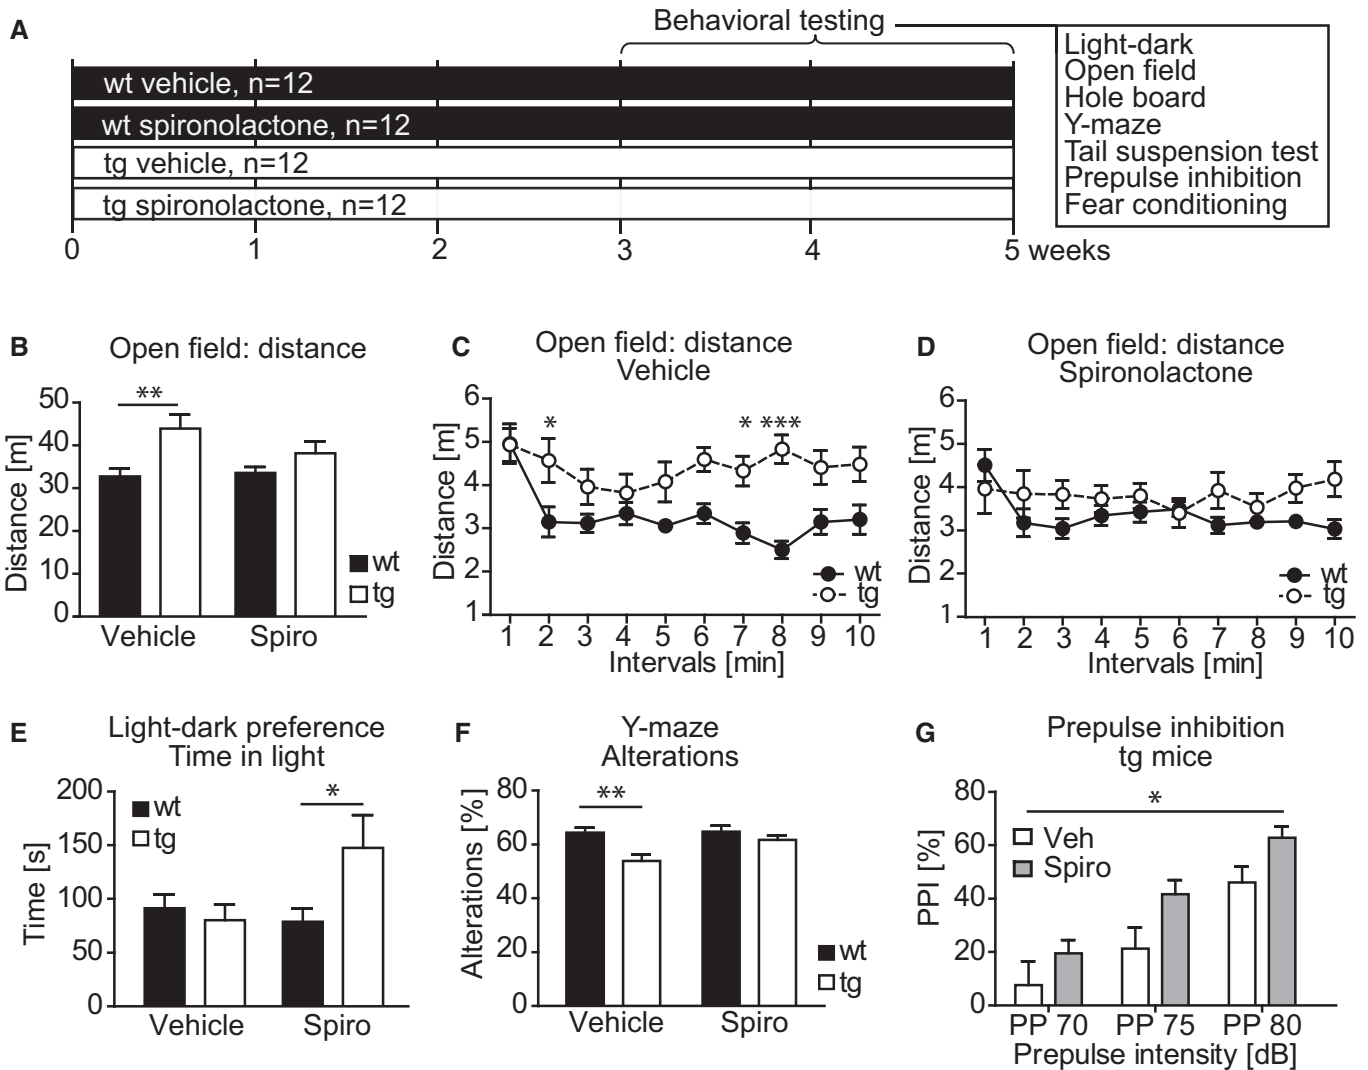 A
Behavioral testing
wt vehicle, n=12
wt spironolactone, n=12
tg vehicle, n=12
tg spironolactone, n=12
0 1 2 3 4 5 weeks
Light-dark
Open field
Hole board
Y-maze
Tail suspension test
Prepulse inhibition
Fear conditioning
B
Open field: distance
**
Distance [m]
50
40
30
20
10
0
wt
tg
Vehicle Spiro
C
Open field: distance
Vehicle
* * ***
Distance [m]
6
5
4
3
2
1
wt
tg
1 2 3 4 5 6 7 8 9 10
Intervals [min]
D
Open field: distance
Spironolactone
Distance [m]
6
5
4
3
2
1
wt
tg
1 2 3 4 5 6 7 8 9 10
Intervals [min]
E
Light-dark preference
Time in light
*
Time [s]
200
150
100
50
0
wt
tg
Vehicle Spiro
F
Y-maze
Alterations
**
Alterations [%]
80
60
40
20
0
wt
tg
Vehicle Spiro
G
Prepulse inhibition
tg mice
*
PPI [%]
80
60
40
20
0
Veh
Spiro
PP 70 PP 75 PP 80
Prepulse intensity [dB]